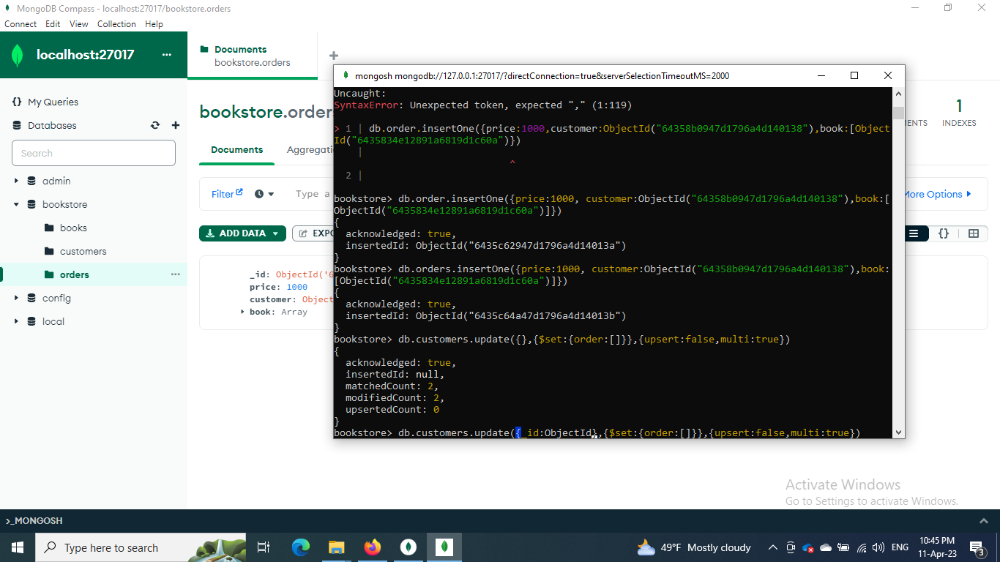 MongoDB Compass - localhost:27017/bookstore.orders
Connect Edit View Collection Help
localhost:27017 ...
Documents
bookstore.orders
{} My Queries
Databases
Search
admin
bookstore
books
customers
orders
config
local
bookstore.orders
1
INDEXES
Documents
Filter
Type a
More Options
ADD DATA
_id: ObjectId('6
price: 1000
customer: Object
book: Array
mongosh mongodb://127.0.0.1:27017/?directConnection=true&serverSelectionTimeoutMS=2000
Uncaught:
SyntaxError: Unexpected token, expected "," (1:119)
> 1 | db.order.insertOne({price:1000,customer:ObjectId("64358b0947d1796a4d140138"),book:[Object
Id("6435834e12891a6819d1c60a")})
|
^
2 |
bookstore> db.order.insertOne({price:1000, customer:ObjectId("64358b0947d1796a4d140138"),book:[
ObjectId("6435834e12891a6819d1c60a")]})
{
acknowledged: true,
insertedId: ObjectId("6435c62947d1796a4d14013a")
}
bookstore> db.orders.insertOne({price:1000, customer:ObjectId("64358b0947d1796a4d140138"),book:
[ObjectId("6435834e12891a6819d1c60a")]})
{
acknowledged: true,
insertedId: ObjectId("6435c64a47d1796a4d14013b")
}
bookstore> db.customers.update({},{$set:{order:[]}},{upsert:false,multi:true})
{
acknowledged: true,
insertedId: null,
matchedCount: 2,
modifiedCount: 2,
upsertedCount: 0
}
bookstore> db.customers.update({_id:ObjectId},{$set:{order:[]}},{upsert:false,multi:true})
Activate Windows
Go to Settings to activate Windows.
>_MONGOSH
Type here to search
49°F Mostly cloudy
ENG
10:45 PM
11-Apr-23
3